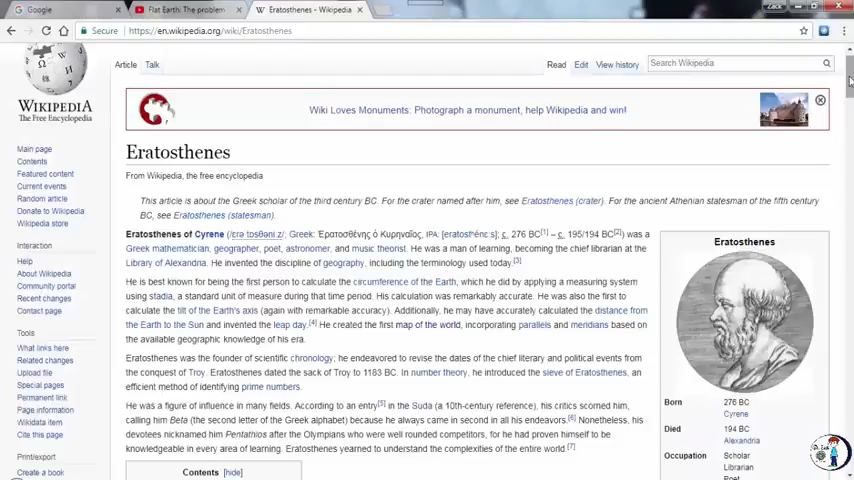 Google
Flat Earth: The problem
Eratosthenes - Wikipedia
Zack
Secure
https://en.wikipedia.org/wiki/Eratosthenes
Article
Talk
Read
Edit
View history
Search Wikipedia
WIKIPEDIA
The Free Encyclopedia
Wiki Loves Monuments: Photograph a monument, help Wikipedia and win!
Main page
Contents
Featured content
Current events
Random article
Donate to Wikipedia
Wikipedia store
Interaction
Help
About Wikipedia
Community portal
Recent changes
Contact page
Tools
What links here
Related changes
Upload file
Special pages
Permanent link
Page information
Wikidata item
Cite this page
Print/export
Create a book
Eratosthenes
From Wikipedia, the free encyclopedia
This article is about the Greek scholar of the third century BC. For the crater named after him, see Eratosthenes (crater). For the ancient Athenian statesman of the fifth century
BC, see Eratosthenes (statesman).
Eratosthenes of Cyrene (/ɛrəˈtɒsθəniːz/; Greek: Ἐρατοσθένης ὁ Κυρηναῖος, IPA: [eratostʰénɛːs]; c. 276 BC[1] – c. 195/194 BC[2]) was a
Greek mathematician, geographer, poet, astronomer, and music theorist. He was a man of learning, becoming the chief librarian at the
Library of Alexandria. He invented the discipline of geography, including the terminology used today.[3]
He is best known for being the first person to calculate the circumference of the Earth, which he did by applying a measuring system
using stadia, a standard unit of measure during that time period. His calculation was remarkably accurate. He was also the first to
calculate the tilt of the Earth's axis (again with remarkable accuracy). Additionally, he may have accurately calculated the distance from
the Earth to the Sun and invented the leap day.[4] He created the first map of the world, incorporating parallels and meridians based on
the available geographic knowledge of his era.
Eratosthenes was the founder of scientific chronology; he endeavored to revise the dates of the chief literary and political events from
the conquest of Troy. Eratosthenes dated the sack of Troy to 1183 BC. In number theory, he introduced the sieve of Eratosthenes, an
efficient method of identifying prime numbers.
He was a figure of influence in many fields. According to an entry[5] in the Suda (a 10th-century reference), his critics scorned him,
calling him Beta (the second letter of the Greek alphabet) because he always came in second in all his endeavors.[6] Nonetheless, his
devotees nicknamed him Pentathlos after the Olympians who were well rounded competitors, for he had proven himself to be
knowledgeable in every area of learning. Eratosthenes yearned to understand the complexities of the entire world.[7]
Contents [hide]
Eratosthenes
Born
276 BC
Cyrene
Died
194 BC
Alexandria
Occupation
Scholar
Librarian
Poet